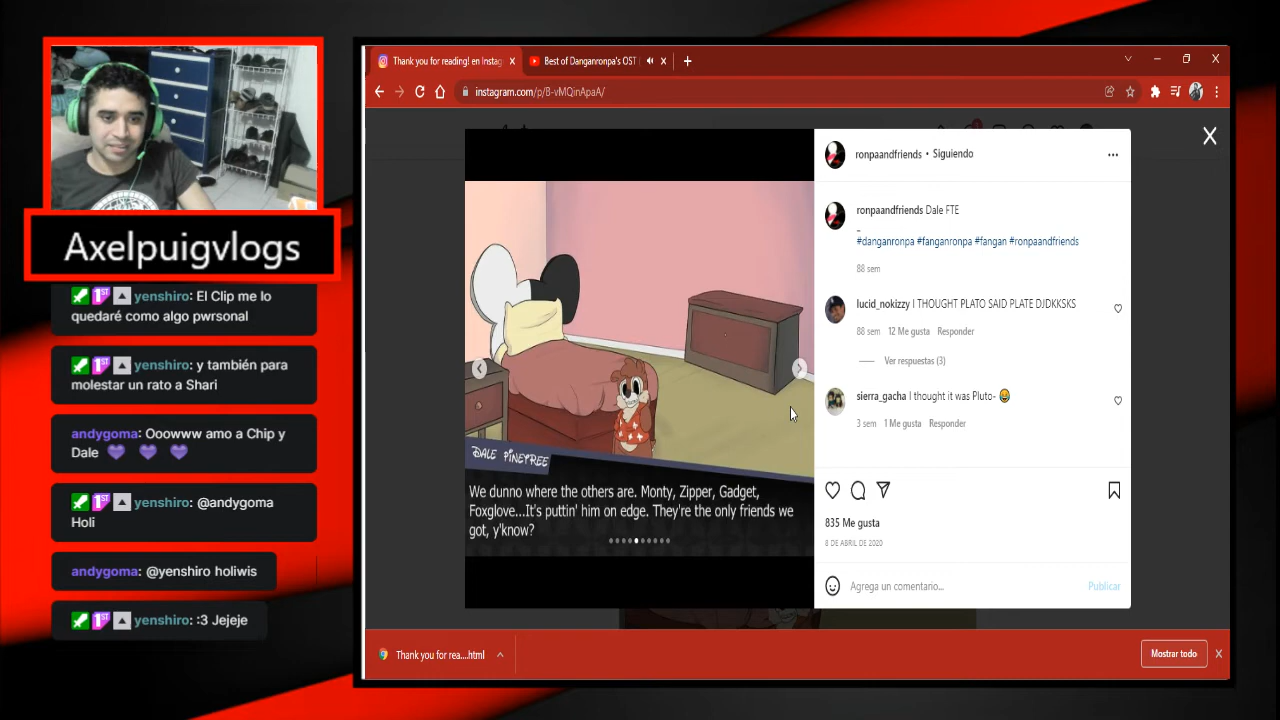 Axelpuigvlogs
yenshiro: El Clip me lo
quedaré como algo pwrsonal
yenshiro: y también para
molestar un rato a Shari
andygoma: Ooowww amo a Chip y
Dale
yenshiro: @andygoma
Holi
andygoma: @yenshiro holiwis
yenshiro: :3 Jejeje
Thank you for reading! en Instag
Best of Danganronpa's OST
instagram.com/p/B-vMQinApaA/
DALE PINETREE
We dunno where the others are. Monty, Zipper, Gadget,
Foxglove...It's puttin' him on edge. They're the only friends we
got, y'know?
ronpaandfriends • Siguiendo
ronpaandfriends Dale FTE
_
#danganronpa #fanganronpa #fangan #ronpaandfriends
88 sem
lucid_nokizzy I THOUGHT PLATO SAID PLATE DJDKKSKS
88 sem 12 Me gusta Responder
Ver respuestas (3)
sierra_gacha I thought it was Pluto-
3 sem 1 Me gusta Responder
835 Me gusta
8 DE ABRIL DE 2020
Agrega un comentario...
Publicar
Thank you for rea....html
Mostrar todo